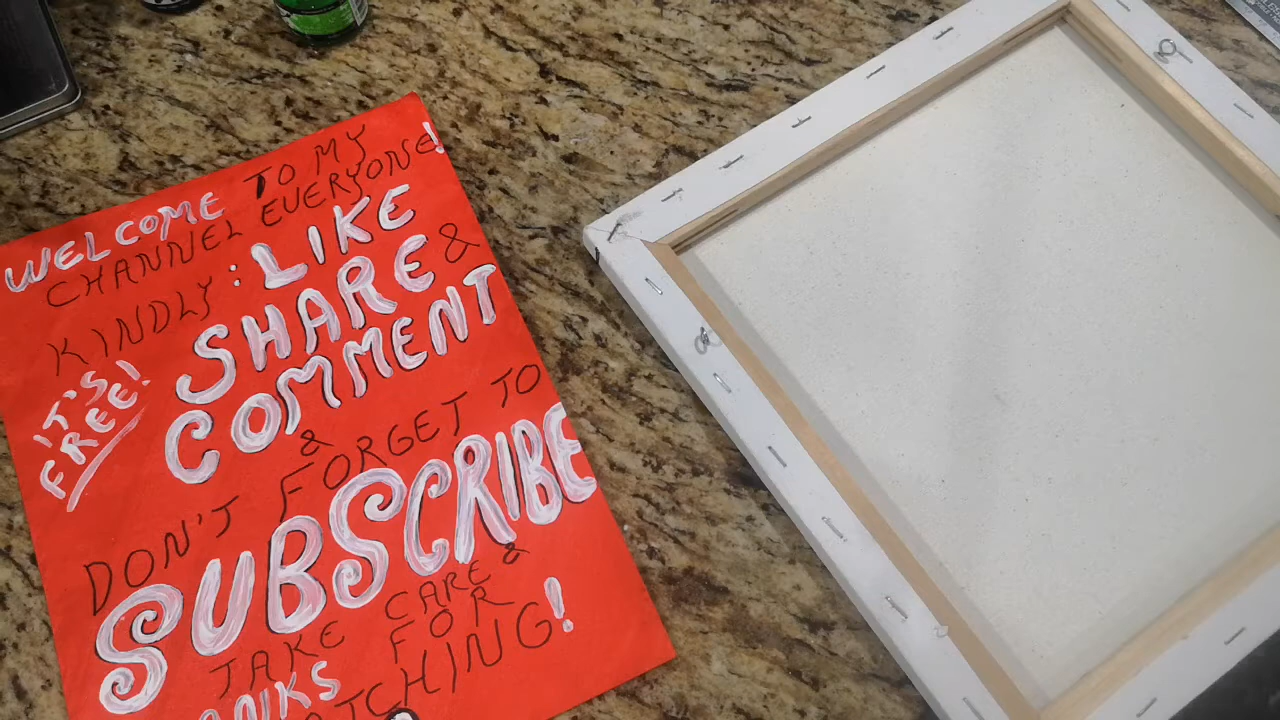 WELCOME TO MY
CHANNEL EVERYONE!
KINDLY : LIKE
SHARE &
COMMENT
IT'S
FREE!
&
DON'T FORGET TO
SUBSCRIBE
TAKE CARE &
FOR